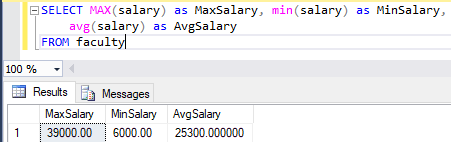 SELECT MAX(salary) as MaxSalary, min(salary) as MinSalary,
avg(salary) as AvgSalary
FROM faculty
100 %
Results Messages
MaxSalary MinSalary AvgSalary
1 39000.00 6000.00 25300.000000